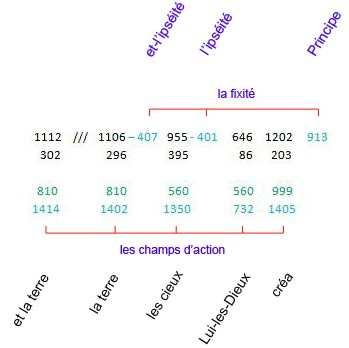 et-l'ipséité l'ipséité Principe
la fixité
1112 /// 1106 – 407 955 - 401 646 1202 913
302 296 395 86 203
810 810 560 560 999
1414 1402 1350 732 1405
les champs d'action
et la terre la terre les cieux Lui-les-Dieux créa